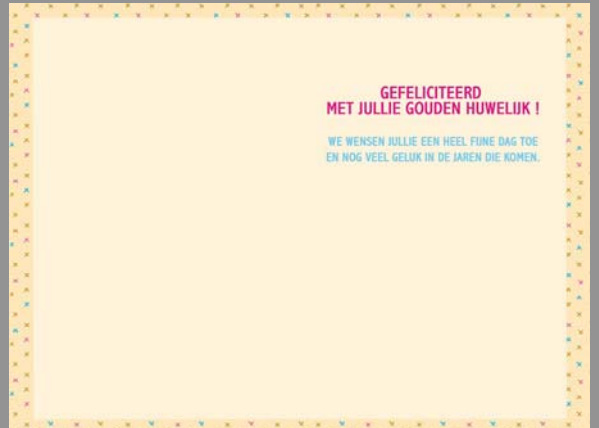 GEFELICITEERD
MET JULLIE GOUDEN HUWELIJK !
WE WENSEN JULLIE EEN HEEL FIJNE DAG TOE
EN NOG VEEL GELUK IN DE JAREN DIE KOMEN.